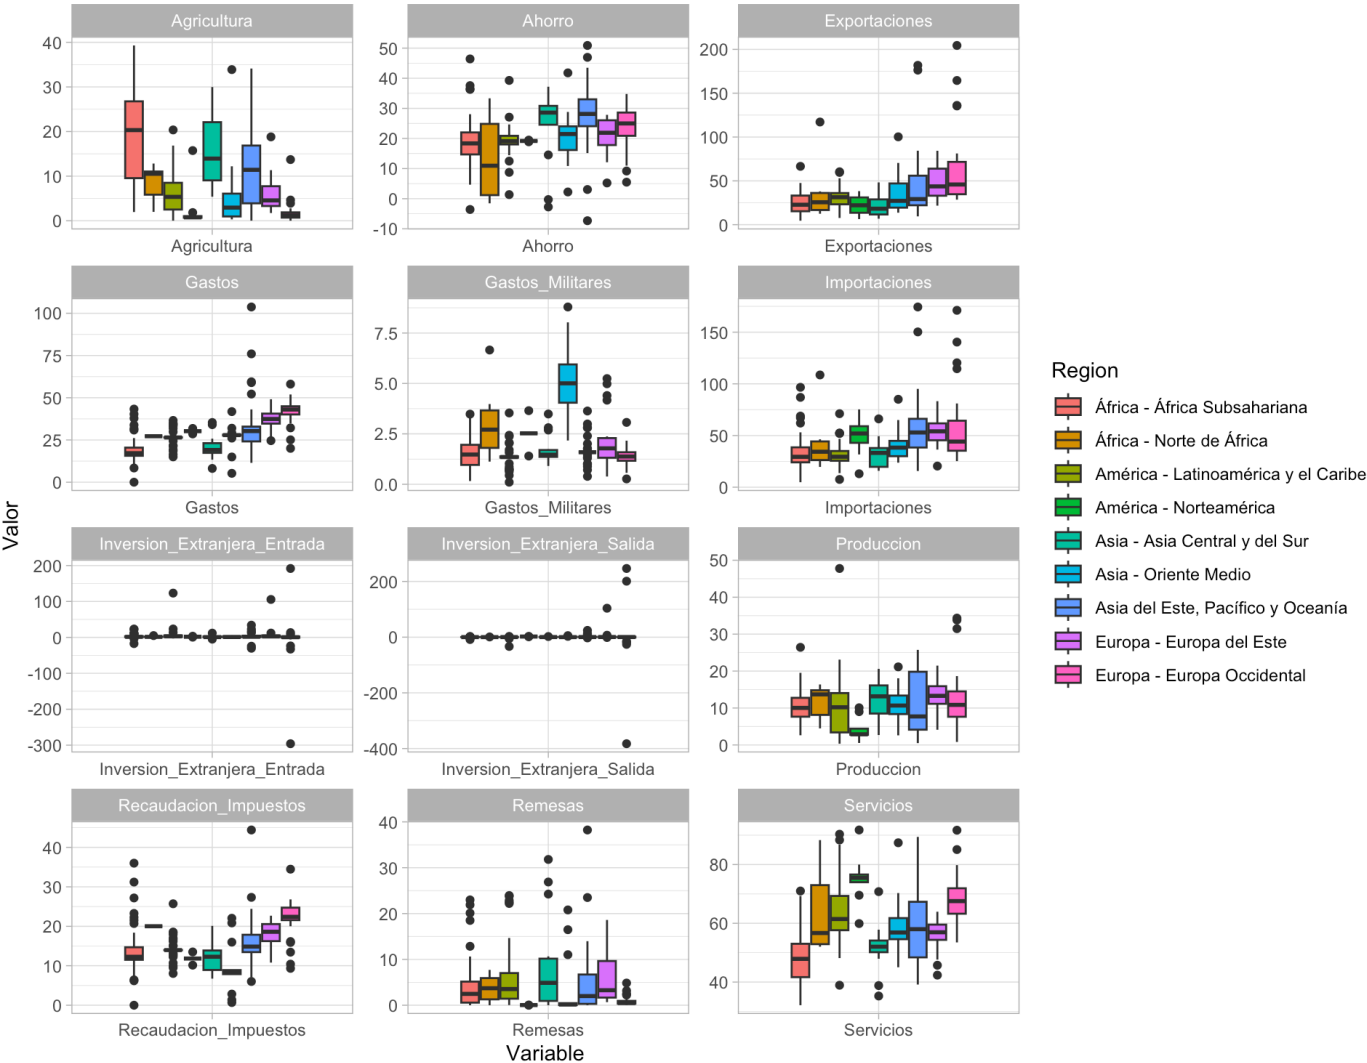 Agricultura
Ahorro
Exportaciones
40
30
20
10
0
50
40
30
20
10
0
-10
200
150
100
50
0
Agricultura
Ahorro
Exportaciones
Gastos
Gastos_Militares
Importaciones
100
75
50
25
0
7.5
5.0
2.5
0.0
150
100
50
0
Gastos
Gastos_Militares
Importaciones
Inversion_Extranjera_Entrada
Inversion_Extranjera_Salida
Produccion
200
100
0
-100
-200
-300
200
0
-200
-400
50
40
30
20
10
0
Inversion_Extranjera_Entrada
Inversion_Extranjera_Salida
Produccion
Recaudacion_Impuestos
Remesas
Servicios
40
30
20
10
0
40
30
20
10
0
80
60
40
Recaudacion_Impuestos
Remesas
Servicios
Valor
Variable
Region
África - África Subsahariana
África - Norte de África
América - Latinoamérica y el Caribe
América - Norteamérica
Asia - Asia Central y del Sur
Asia - Oriente Medio
Asia del Este, Pacífico y Oceanía
Europa - Europa del Este
Europa - Europa Occidental